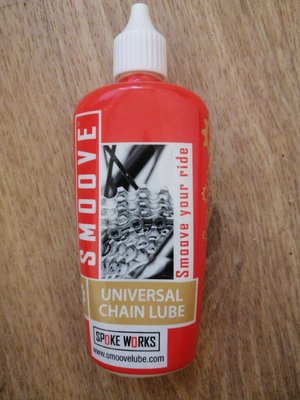 SMOOVE
Smoove your ride
UNIVERSAL
CHAIN LUBE
SPOKE WORKS
www.smoovelube.com